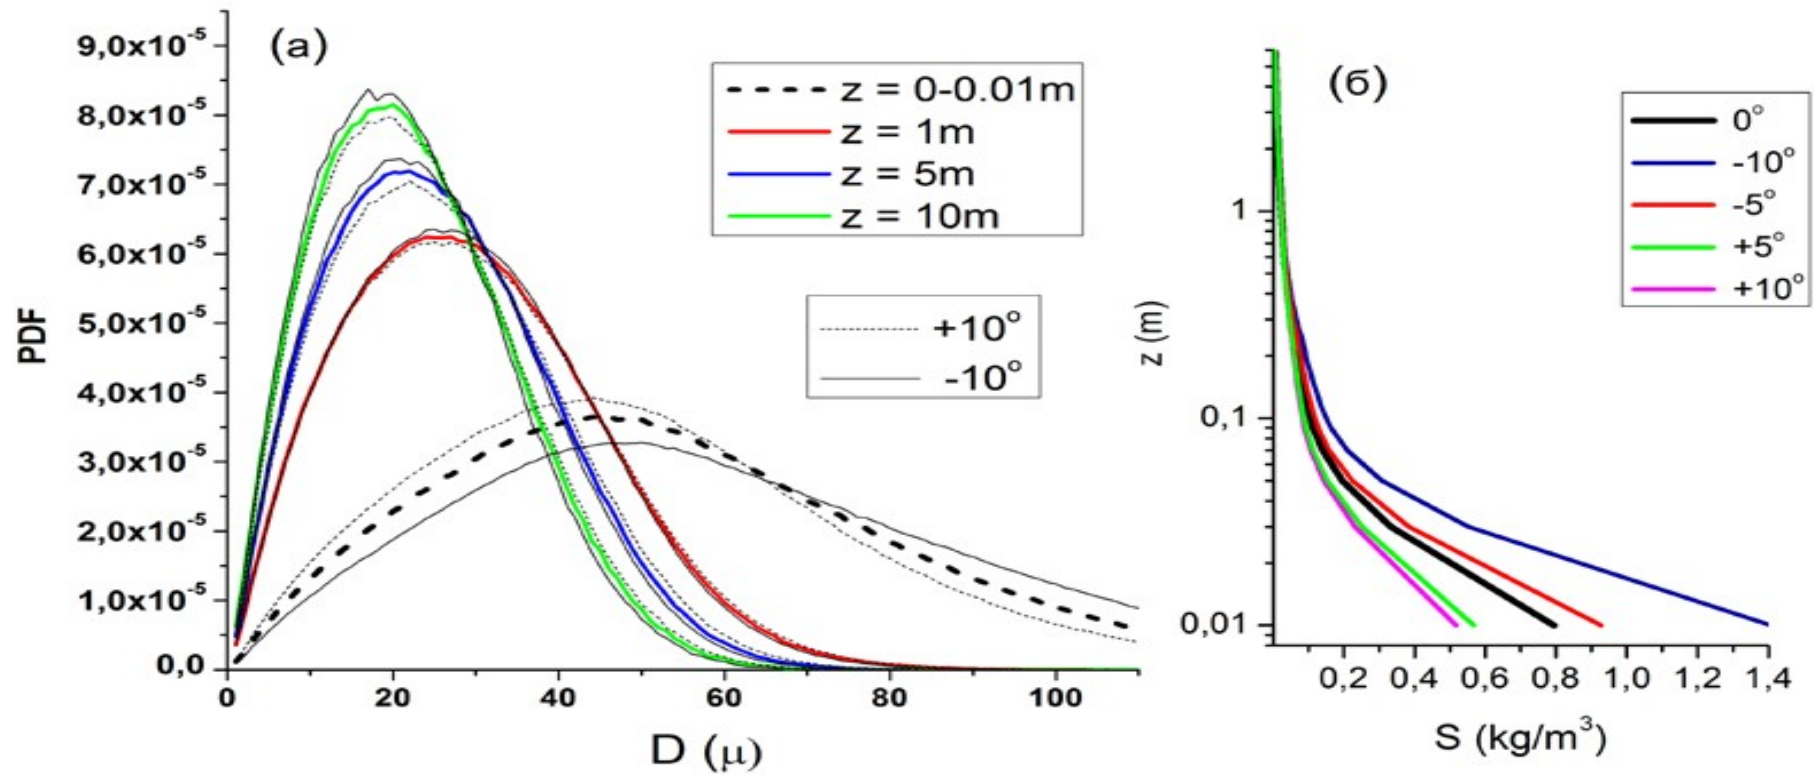 (a)
9,0x10⁻⁵
8,0x10⁻⁵
7,0x10⁻⁵
6,0x10⁻⁵
5,0x10⁻⁵
4,0x10⁻⁵
3,0x10⁻⁵
2,0x10⁻⁵
1,0x10⁻⁵
0,0
PDF
z = 0-0.01m
z = 1m
z = 5m
z = 10m
+10°
-10°
0 20 40 60 80 100
D (μ)
(б)
0°
-10°
-5°
+5°
+10°
1
0,1
0,01
z (m)
0,2 0,4 0,6 0,8 1,0 1,2 1,4
S (kg/m³)